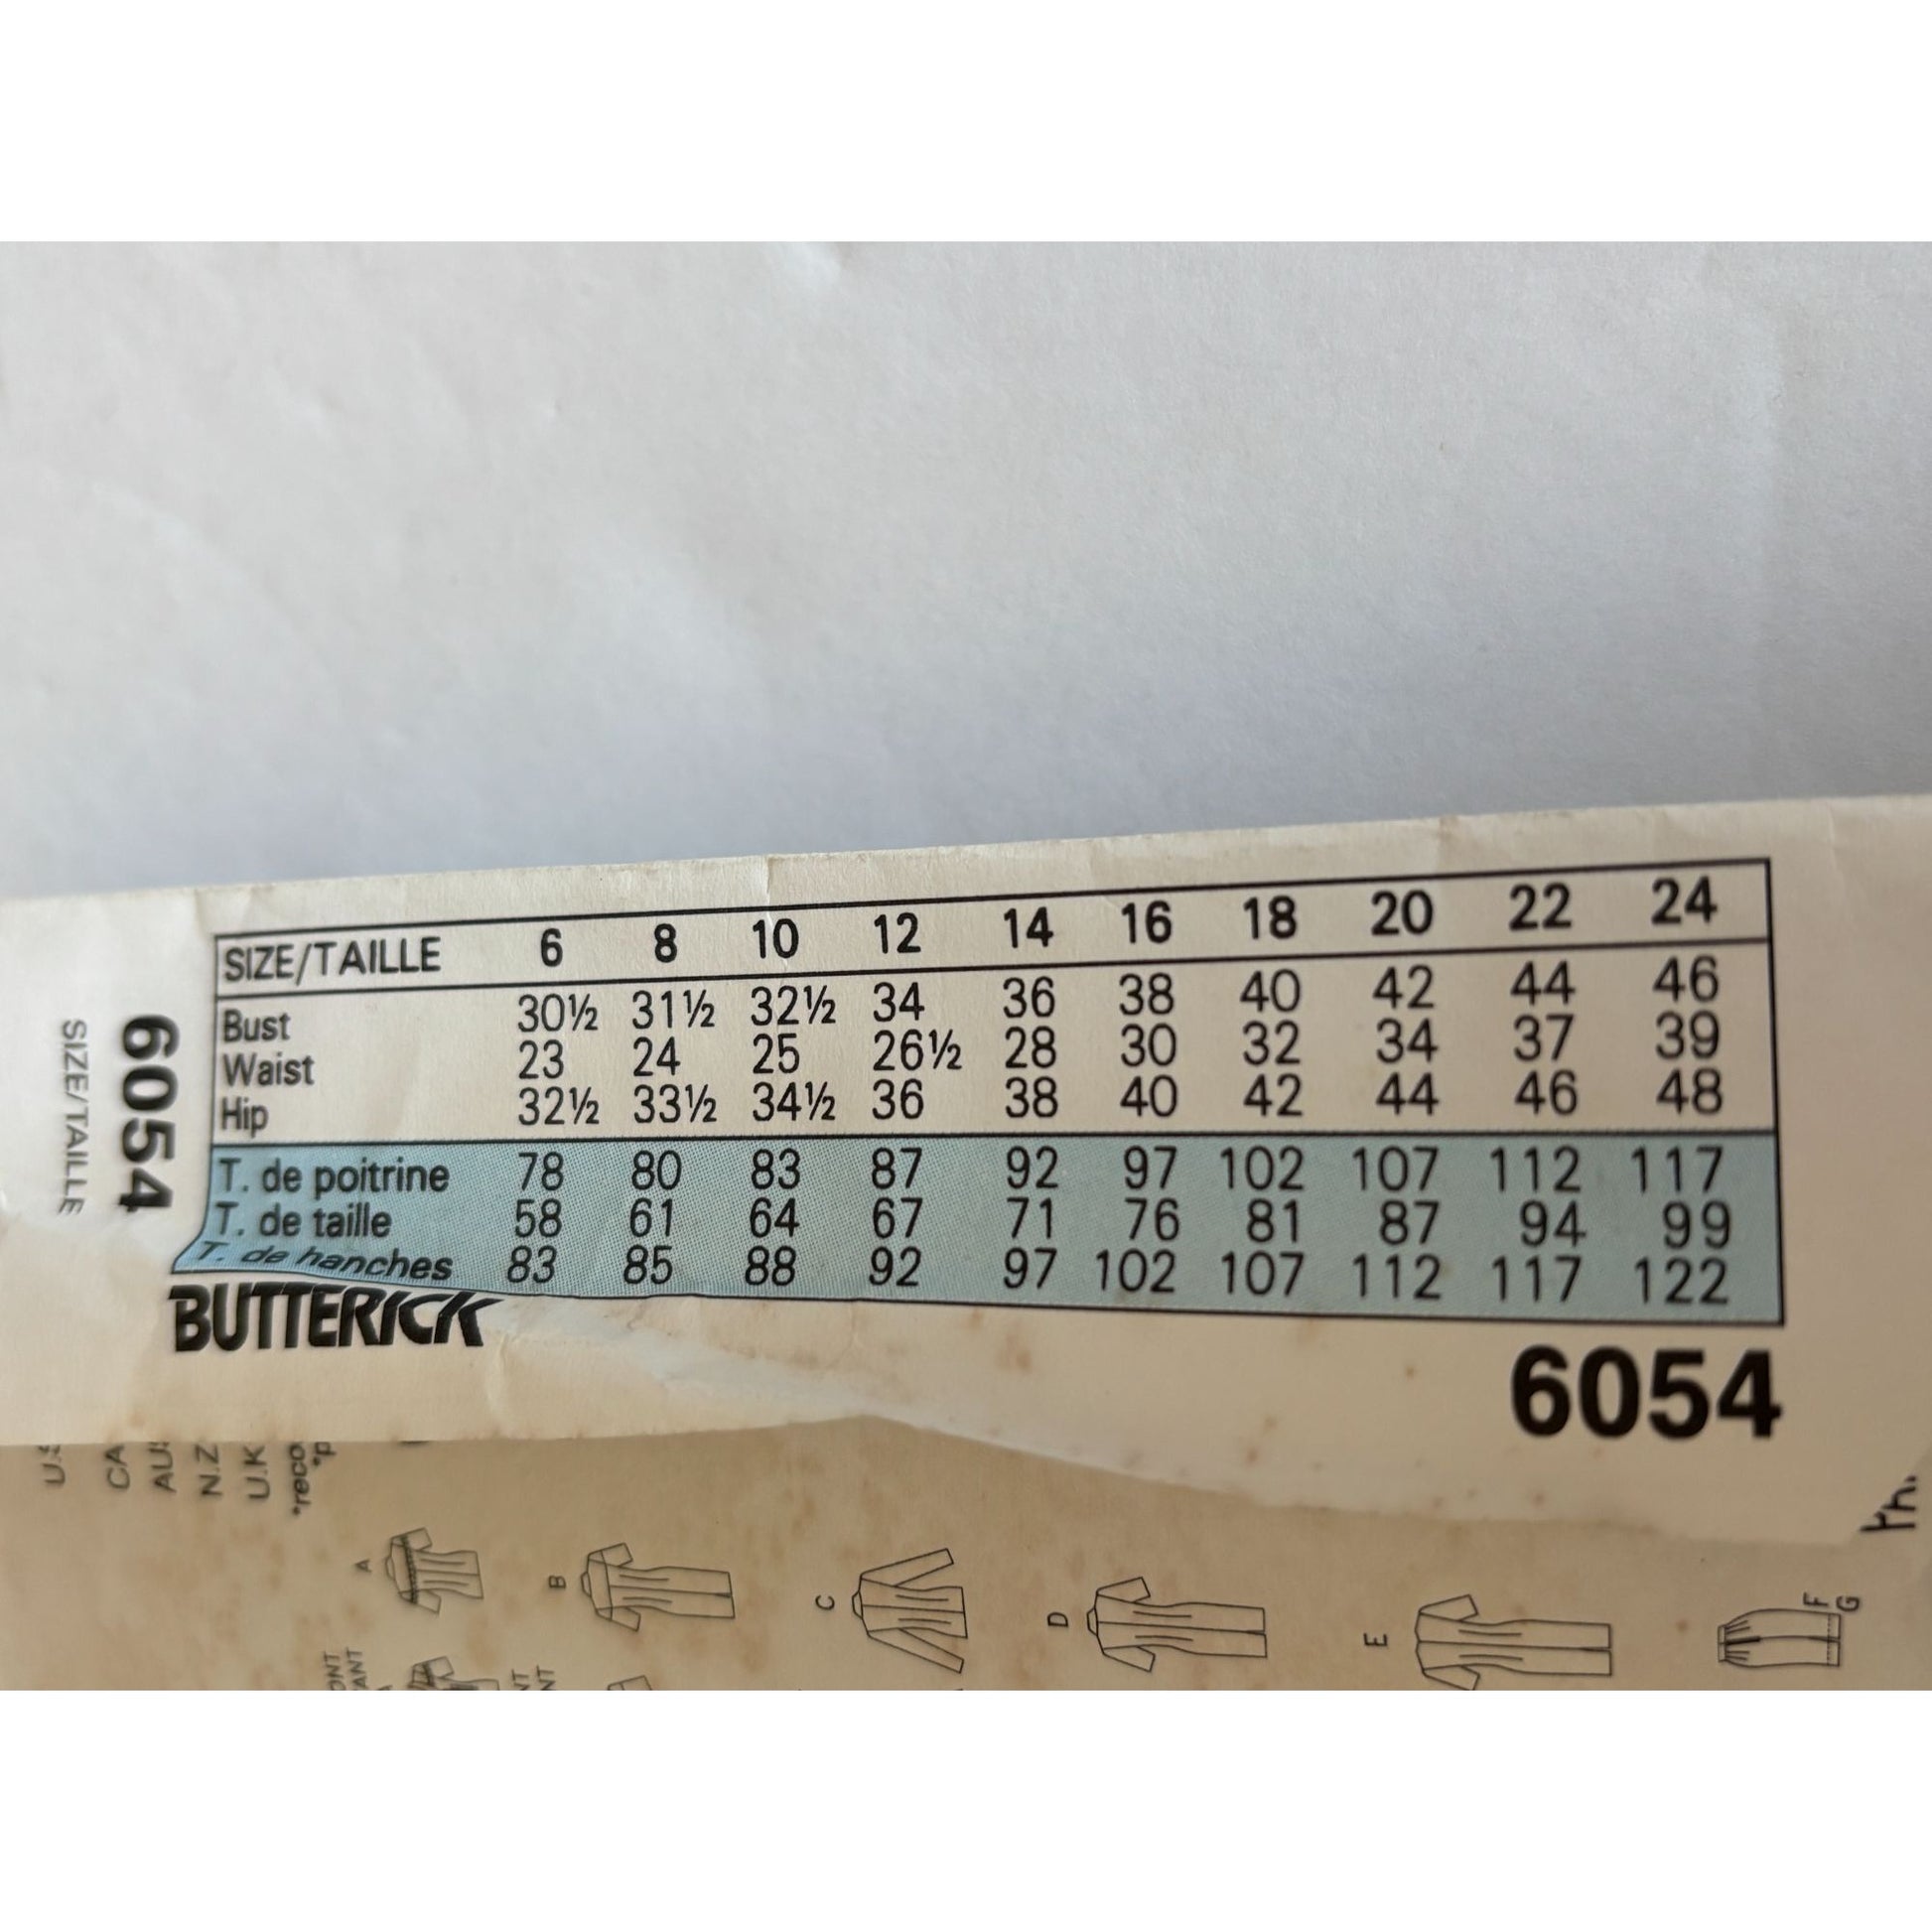 SIZE/TAILLE 6 8 10 12 14 16 18 20 22 24
Bust 30½ 31½ 32½ 34 36 38 40 42 44 46
Waist 23 24 25 26½ 28 30 32 34 37 39
Hip 32½ 33½ 34½ 36 38 40 42 44 46 48
T. de poitrine 78 80 83 87 92 97 102 107 112 117
T. de taille 58 61 64 67 71 76 81 87 94 99
T. de hanches 83 85 88 92 97 102 107 112 117 122
BUTTERICK
6054
6054
SIZE/TAILLE
CA
N.Z
U.K
*reco
A
B
C
D
E
F
G